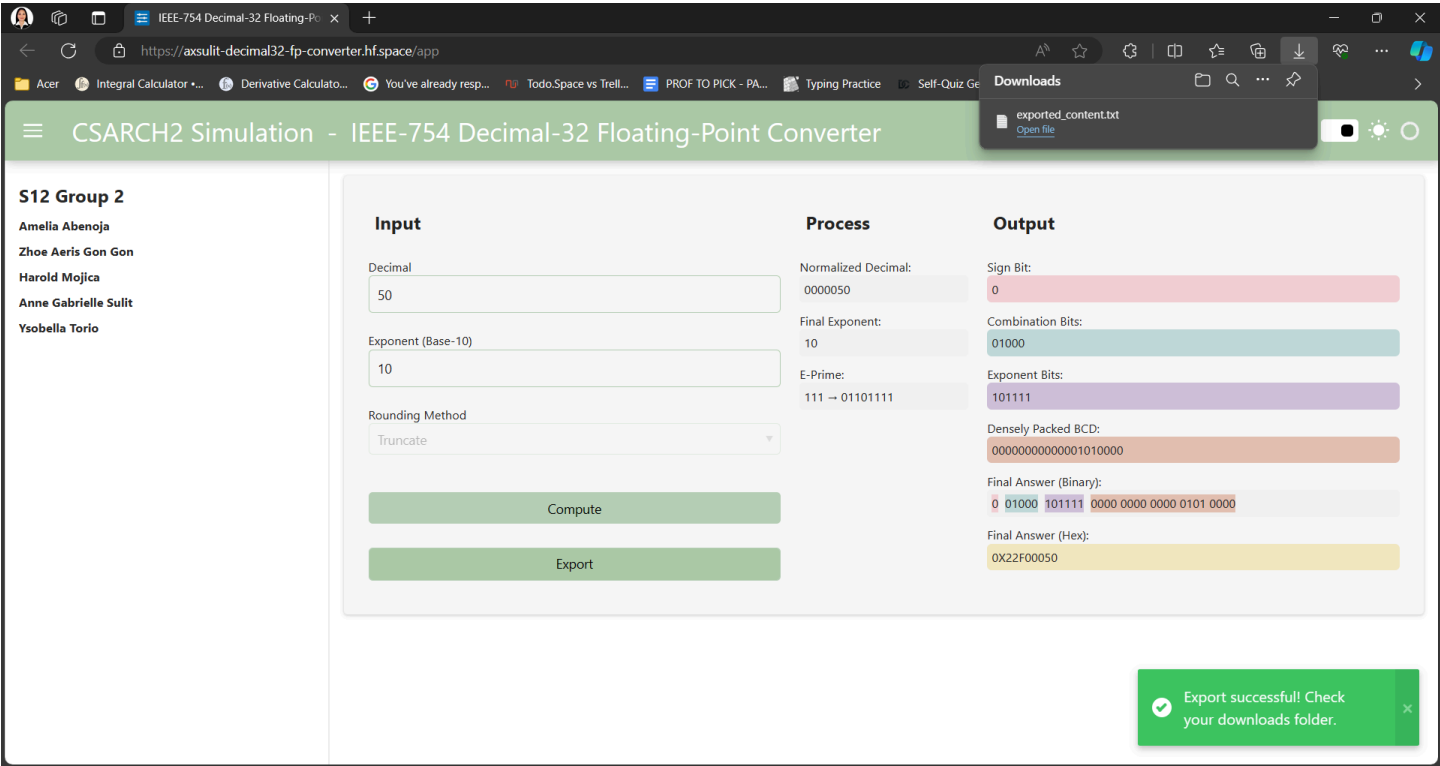 IEEE-754 Decimal-32 Floating-Po
https://axsulit-decimal32-fp-converter.hf.space/app
Acer
Integral Calculator •...
Derivative Calculato...
You've already resp...
Todo.Space vs Trell...
PROF TO PICK - PA...
Typing Practice
Self-Quiz Ge
Downloads
exported_content.txt
Open file
CSARCH2 Simulation - IEEE-754 Decimal-32 Floating-Point Converter
S12 Group 2
Amelia Abenoja
Zhoe Aeris Gon Gon
Harold Mojica
Anne Gabrielle Sulit
Ysobella Torio
Input
Decimal
50
Exponent (Base-10)
10
Rounding Method
Truncate
Compute
Export
Process
Normalized Decimal:
0000050
Final Exponent:
10
E-Prime:
111 → 01101111
Output
Sign Bit:
0
Combination Bits:
01000
Exponent Bits:
101111
Densely Packed BCD:
00000000000001010000
Final Answer (Binary):
0 01000 101111 0000 0000 0000 0101 0000
Final Answer (Hex):
0X22F00050
Export successful! Check
your downloads folder.